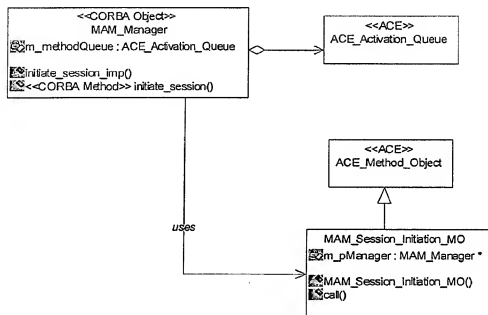 <<CORBA Object>>
MAM_Manager
m_methodQueue : ACE_Activation_Queue
initiate_session_imp()
<<CORBA Method>> initiate_session()
<<ACE>>
ACE_Activation_Queue
<<ACE>>
ACE_Method_Object
uses
MAM_Session_Initiation_MO
m_pManager : MAM_Manager *
MAM_Session_Initiation_MO()
call()